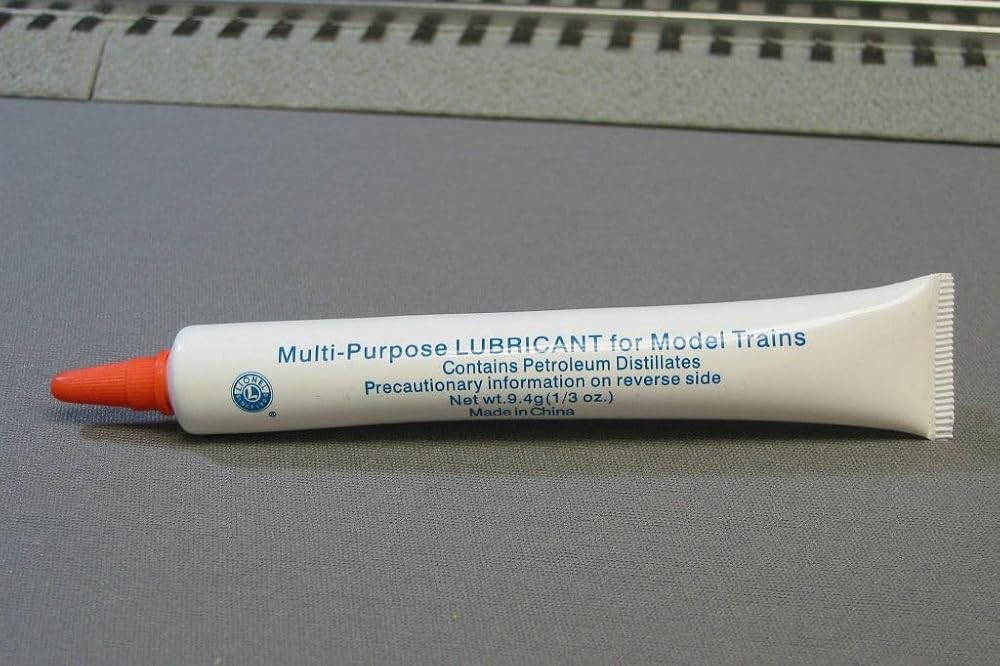 Multi-Purpose LUBRICANT for Model Trains
Contains Petroleum Distillates
Precautionary information on reverse side
Net wt.9.4g(1/3 oz.)
Made in China
LIONEL
L
®